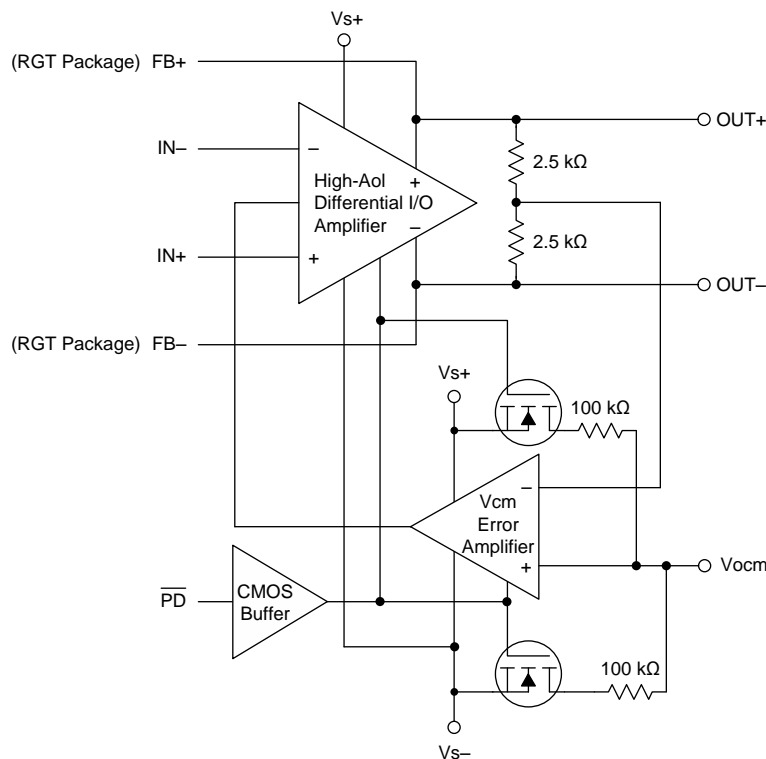 Vs+
(RGT Package) FB+
OUT+
IN–
–
High-Aol
Differential I/O
Amplifier
+
–
2.5 kΩ
2.5 kΩ
IN+
+
OUT–
(RGT Package) FB–
Vs+
100 kΩ
–
Vcm
Error
Amplifier
+
Vocm
PD
CMOS
Buffer
100 kΩ
Vs–